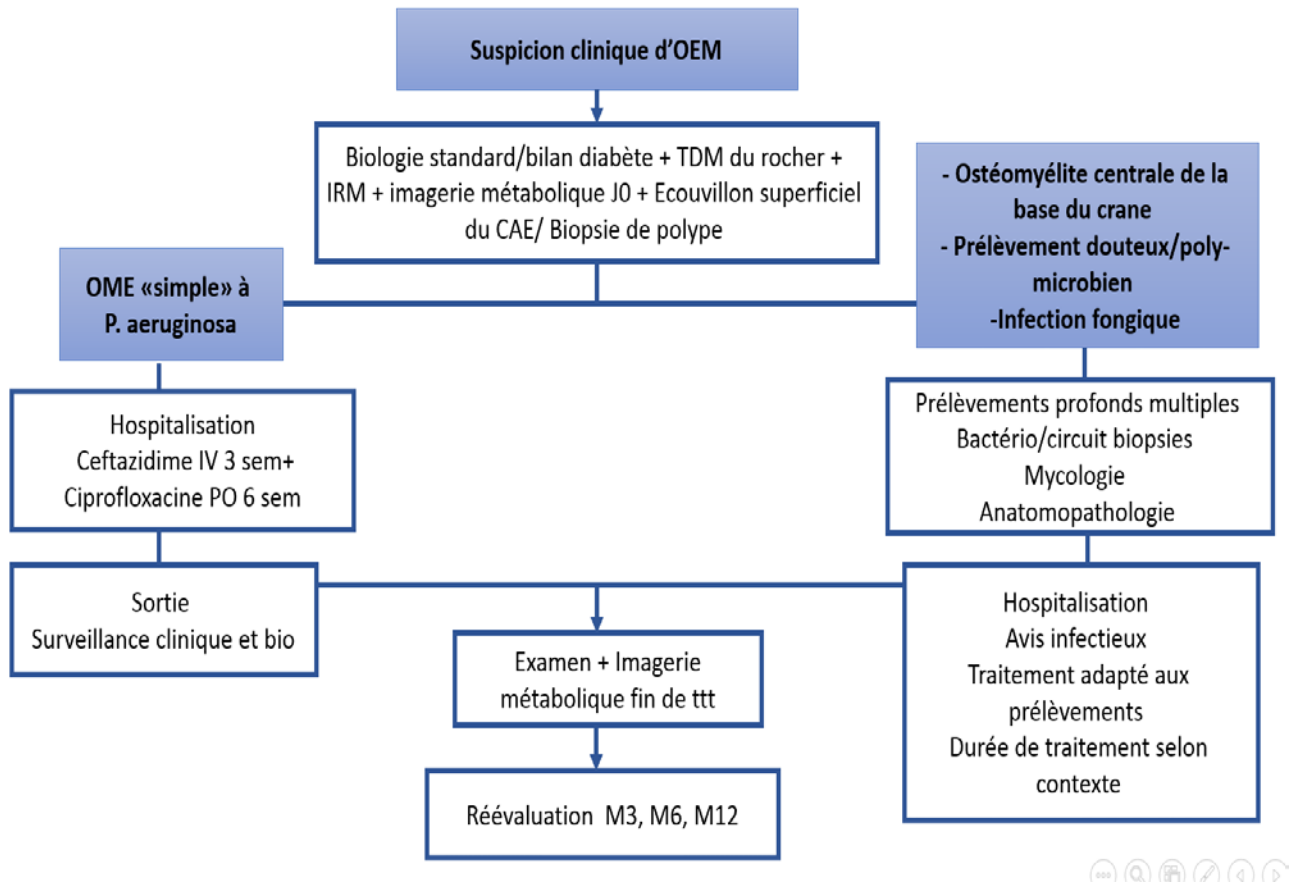 Suspicion clinique d'OEM
Biologie standard/bilan diabète + TDM du rocher +
IRM + imagerie métabolique J0 + Ecouvillon superficiel
du CAE/ Biopsie de polype
OME «simple» à
P. aeruginosa
- Ostéomyélite centrale de la
base du crane
- Prélèvement douteux/poly-
microbien
-Infection fongique
Hospitalisation
Ceftazidime IV 3 sem+
Ciprofloxacine PO 6 sem
Prélèvements profonds multiples
Bactério/circuit biopsies
Mycologie
Anatomopathologie
Sortie
Surveillance clinique et bio
Hospitalisation
Avis infectieux
Traitement adapté aux
prélèvements
Durée de traitement selon
contexte
Examen + Imagerie
métabolique fin de ttt
Réévaluation M3, M6, M12